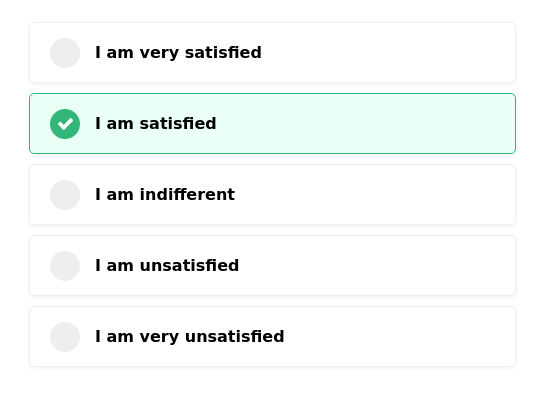 I am very satisfied
I am satisfied
I am indifferent
I am unsatisfied
I am very unsatisfied